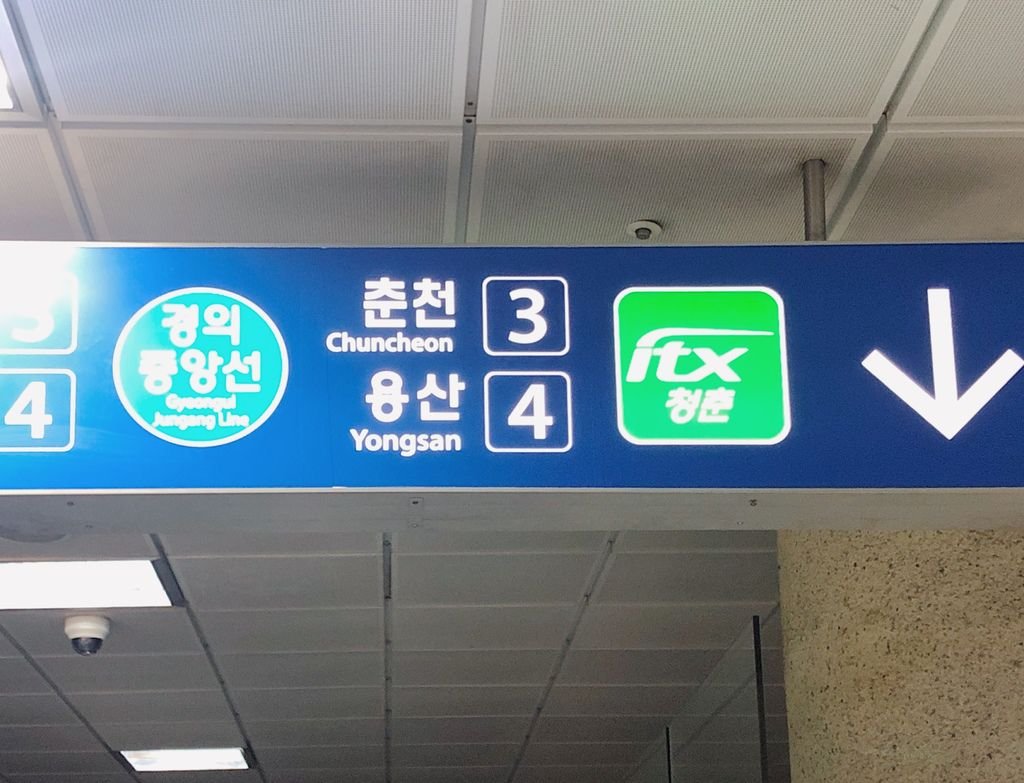 3
4
경의
중앙선
Gyeongui
Jungang Line
춘천
Chuncheon
3
용산
Yongsan
4
itx
청춘